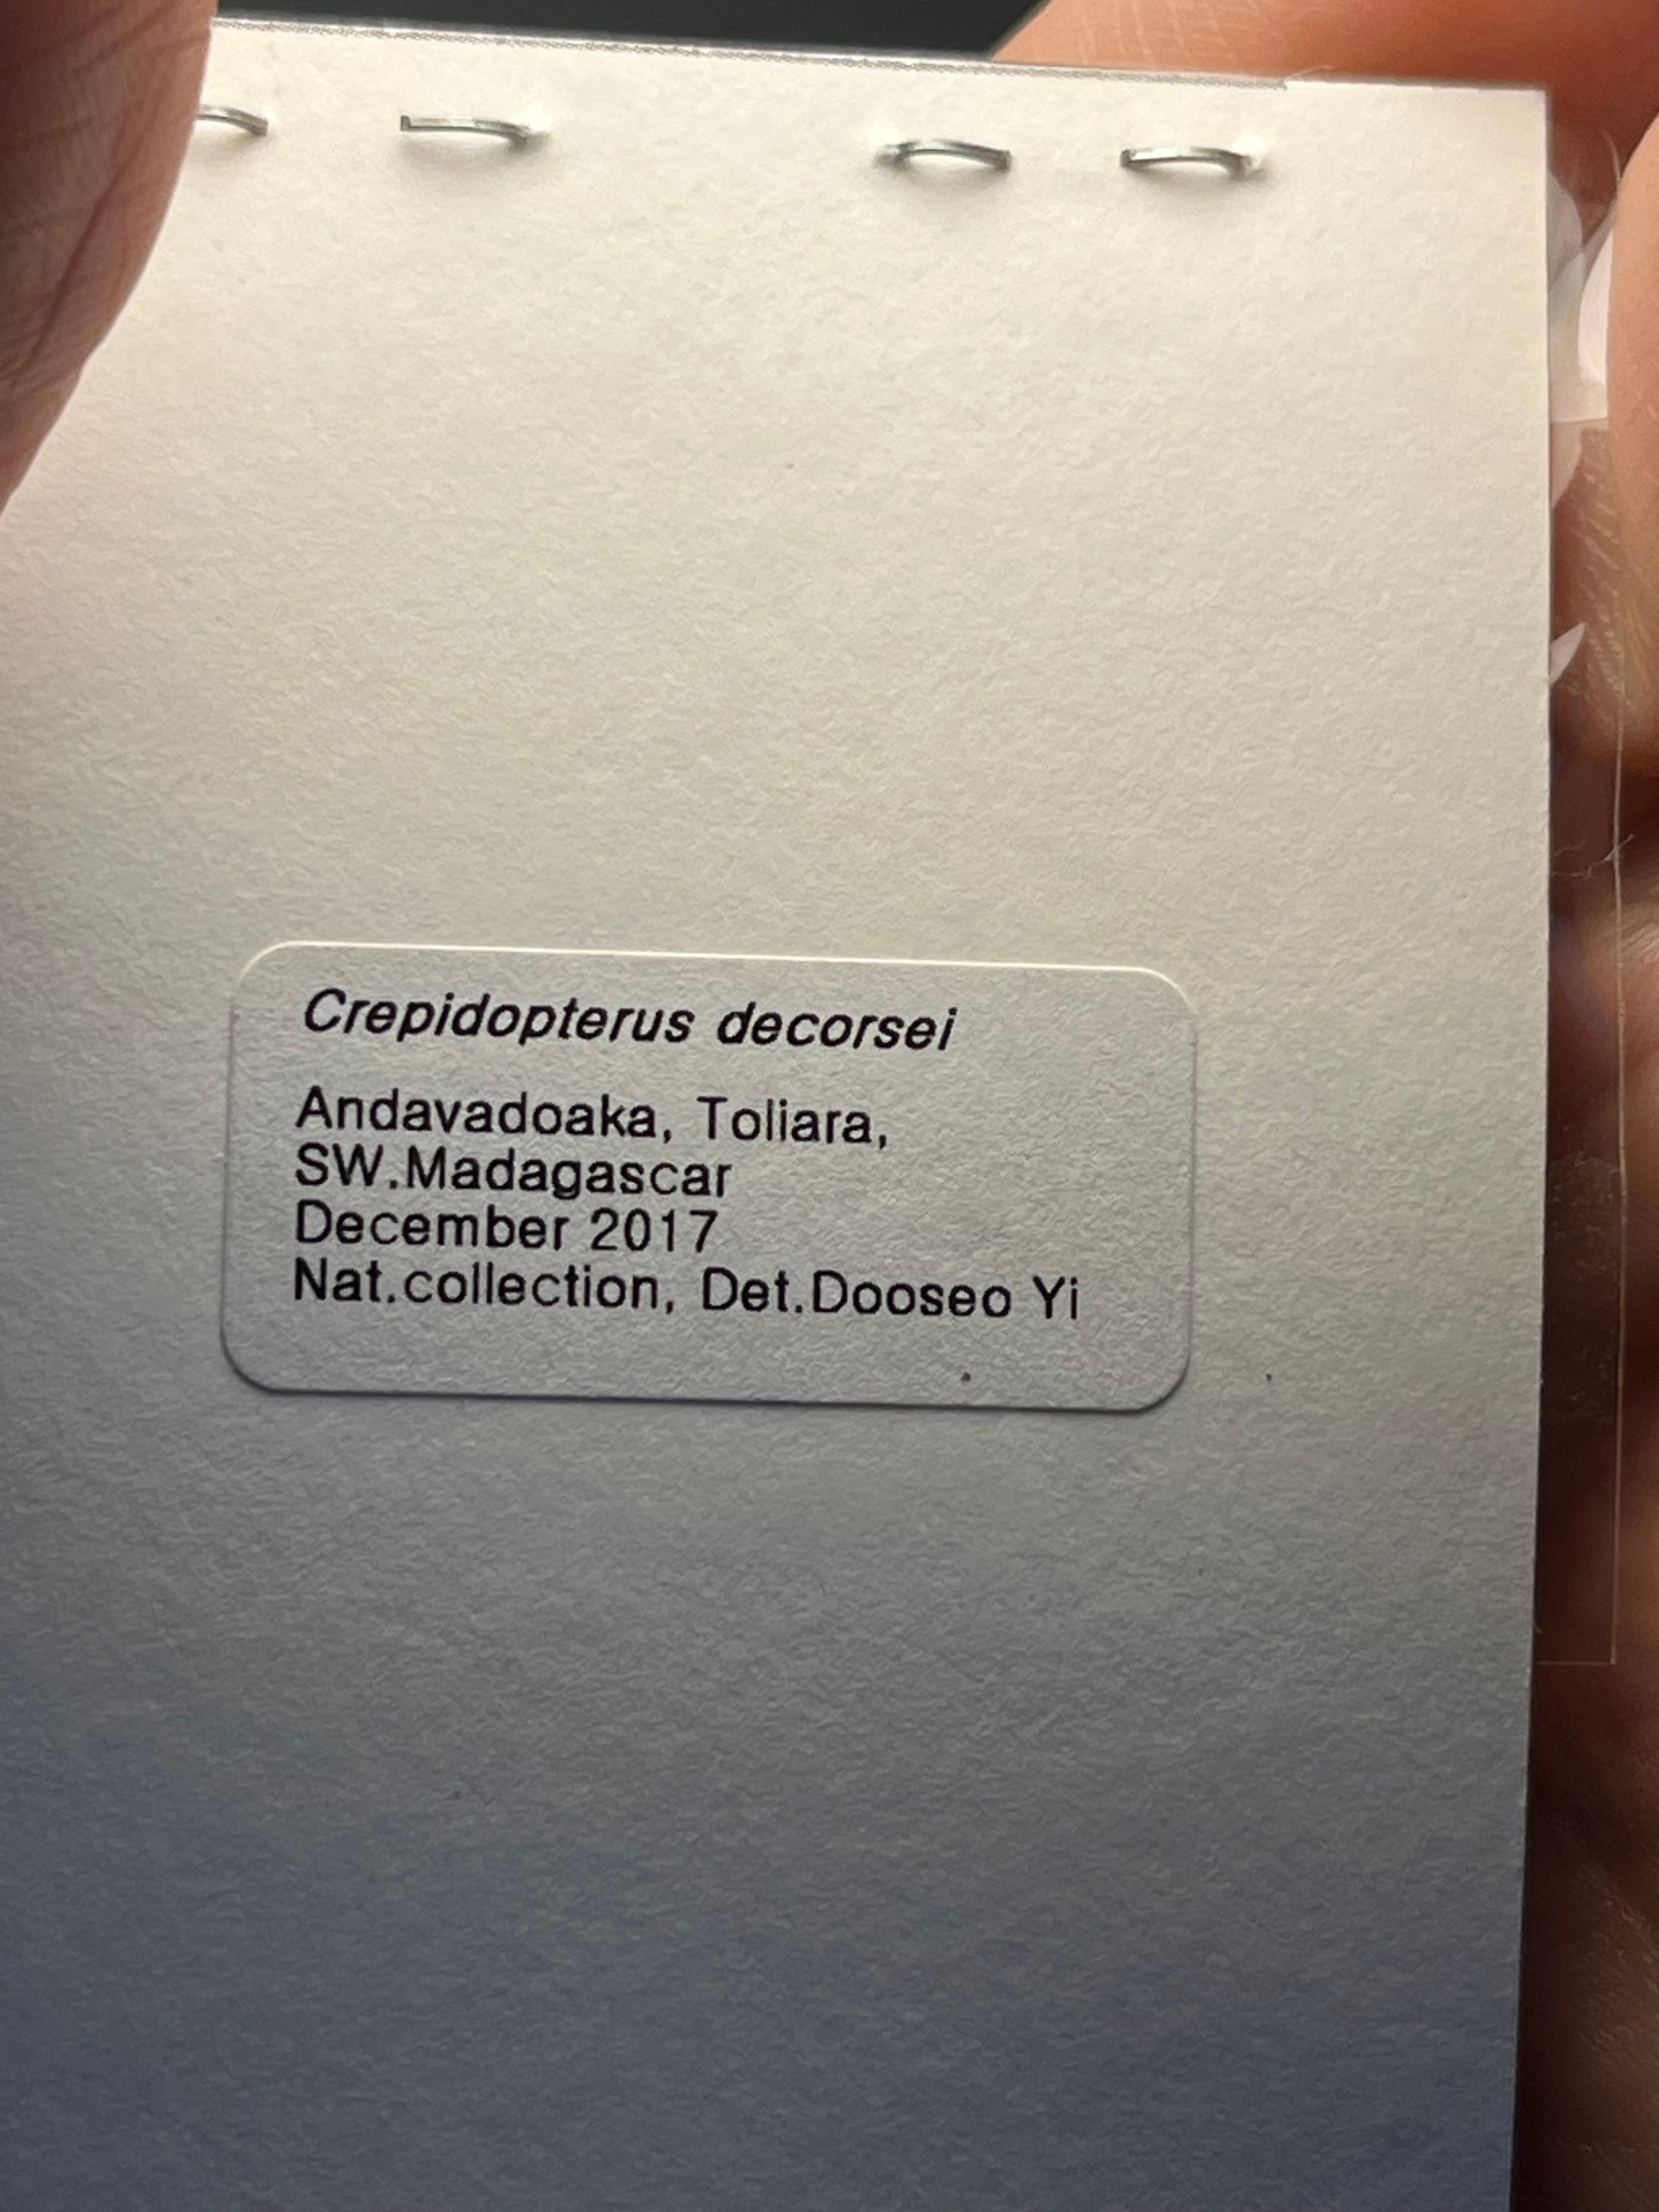 Crepidopterus decorsei
Andavadoaka, Toliara,
SW.Madagascar
December 2017
Nat.collection, Det.Dooseo Yi